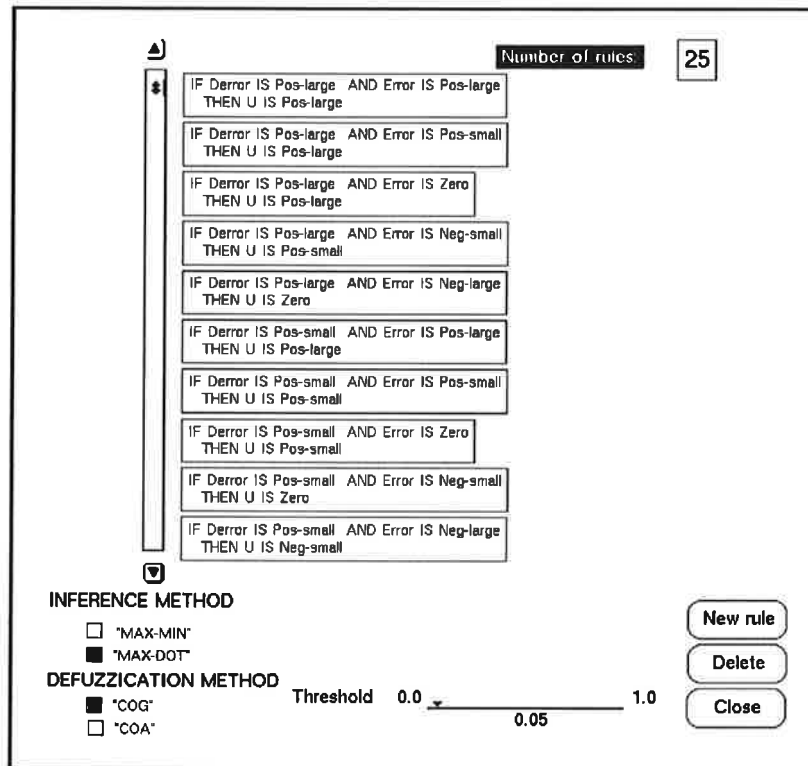 Number of rules: 25
IF Derror IS Pos-large AND Error IS Pos-large
THEN U IS Pos-large
IF Derror IS Pos-large AND Error IS Pos-small
THEN U IS Pos-large
IF Derror IS Pos-large AND Error IS Zero
THEN U IS Pos-large
IF Derror IS Pos-large AND Error IS Neg-small
THEN U IS Pos-small
IF Derror IS Pos-large AND Error IS Neg-large
THEN U IS Zero
IF Derror IS Pos-small AND Error IS Pos-large
THEN U IS Pos-large
IF Derror IS Pos-small AND Error IS Pos-small
THEN U IS Pos-small
IF Derror IS Pos-small AND Error IS Zero
THEN U IS Pos-small
IF Derror IS Pos-small AND Error IS Neg-small
THEN U IS Zero
IF Derror IS Pos-small AND Error IS Neg-large
THEN U IS Neg-small
INFERENCE METHOD
"MAX-MIN"
"MAX-DOT"
DEFUZZICATION METHOD
"COG"
"COA"
Threshold 0.0 1.0
0.05
New rule
Delete
Close